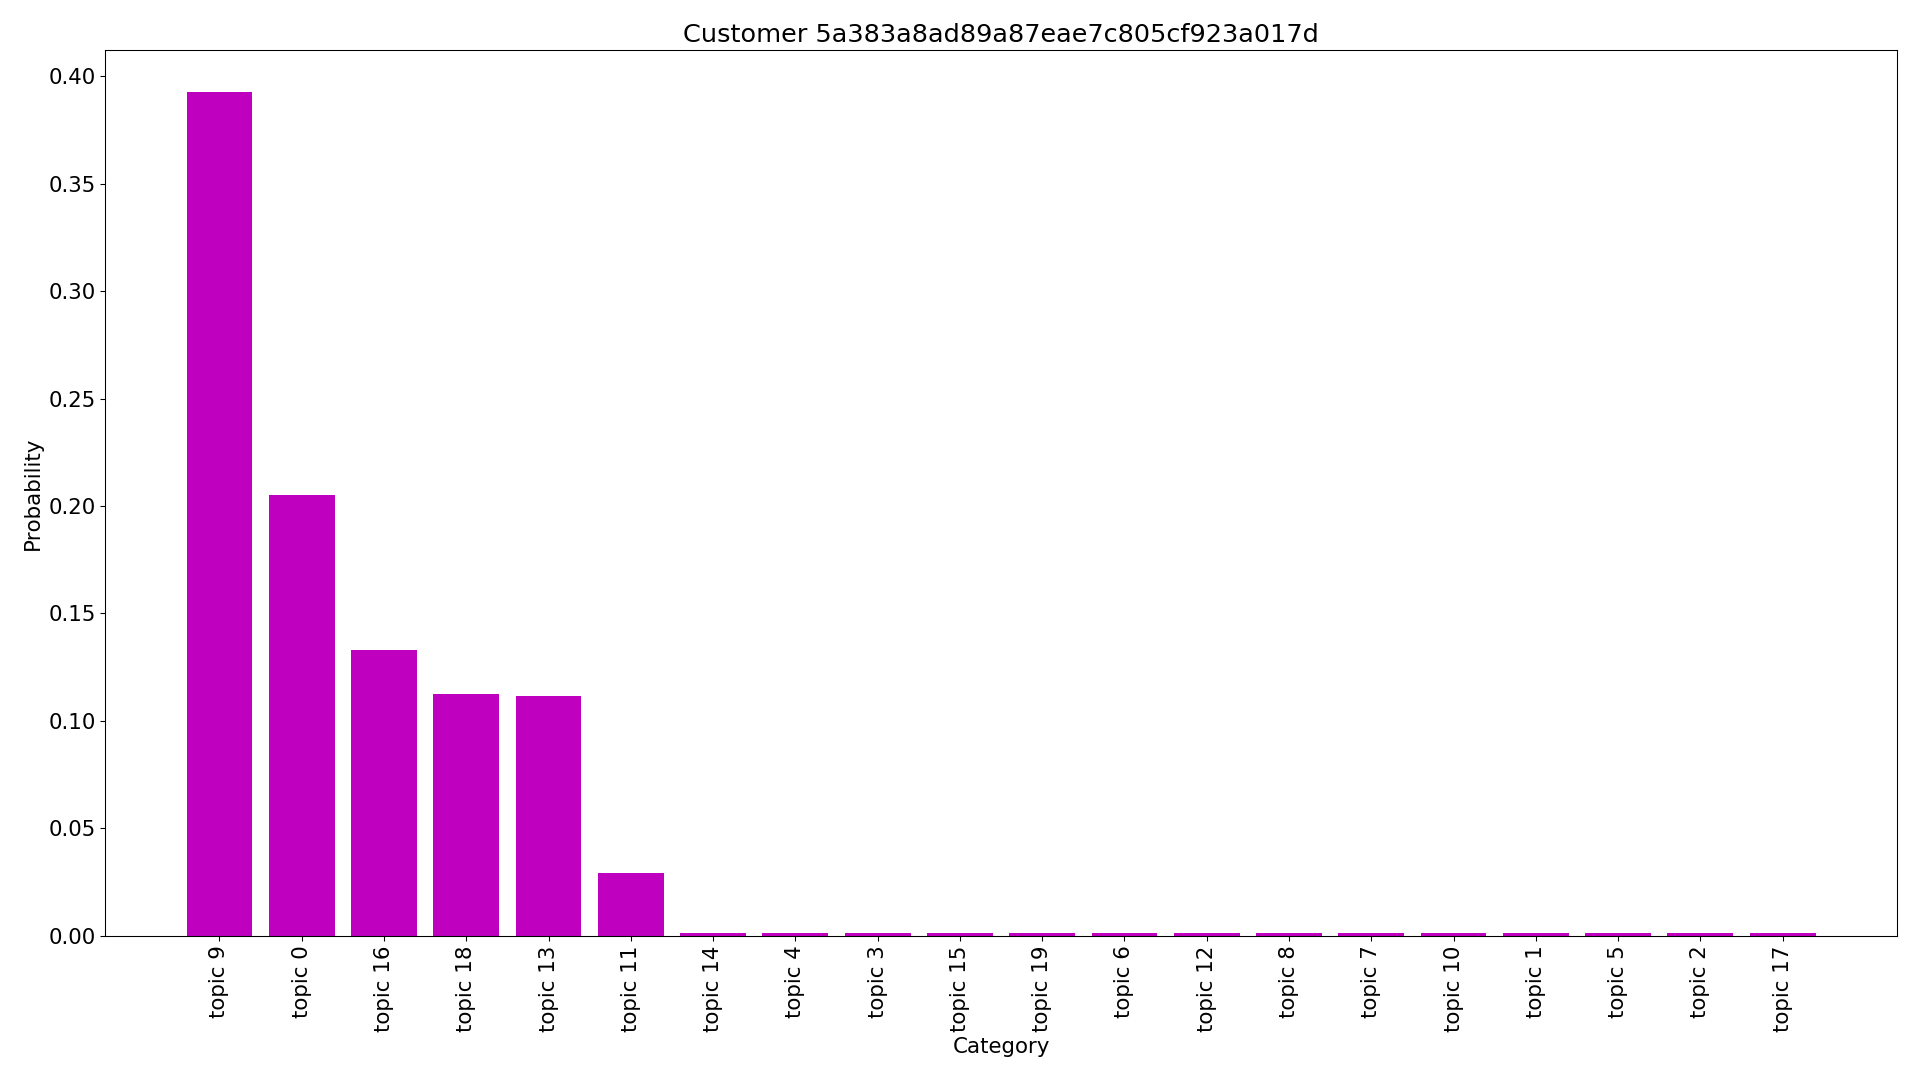 Customer 5a383a8ad89a87eae7c805cf923a017d
Probability
0.40
0.35
0.30
0.25
0.20
0.15
0.10
0.05
0.00
topic 9
topic 0
topic 16
topic 18
topic 13
topic 11
topic 14
topic 4
topic 3
topic 15
topic 19
topic 6
topic 12
topic 8
topic 7
topic 10
topic 1
topic 5
topic 2
topic 17
Category